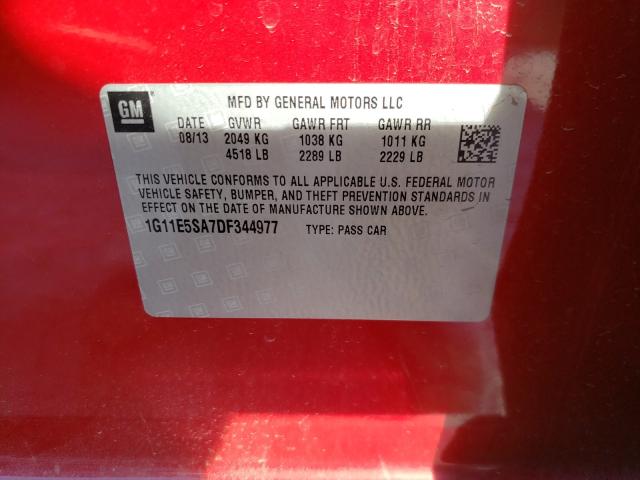 GM
MFD BY GENERAL MOTORS LLC
DATE GVWR GAWR FRT GAWR RR
08/13 2049 KG 1038 KG 1011 KG
4518 LB 2289 LB 2229 LB
THIS VEHICLE CONFORMS TO ALL APPLICABLE U.S. FEDERAL MOTOR
VEHICLE SAFETY, BUMPER, AND THEFT PREVENTION STANDARDS IN
EFFECT ON THE DATE OF MANUFACTURE SHOWN ABOVE.
1G11E5SA7DF344977 TYPE: PASS CAR